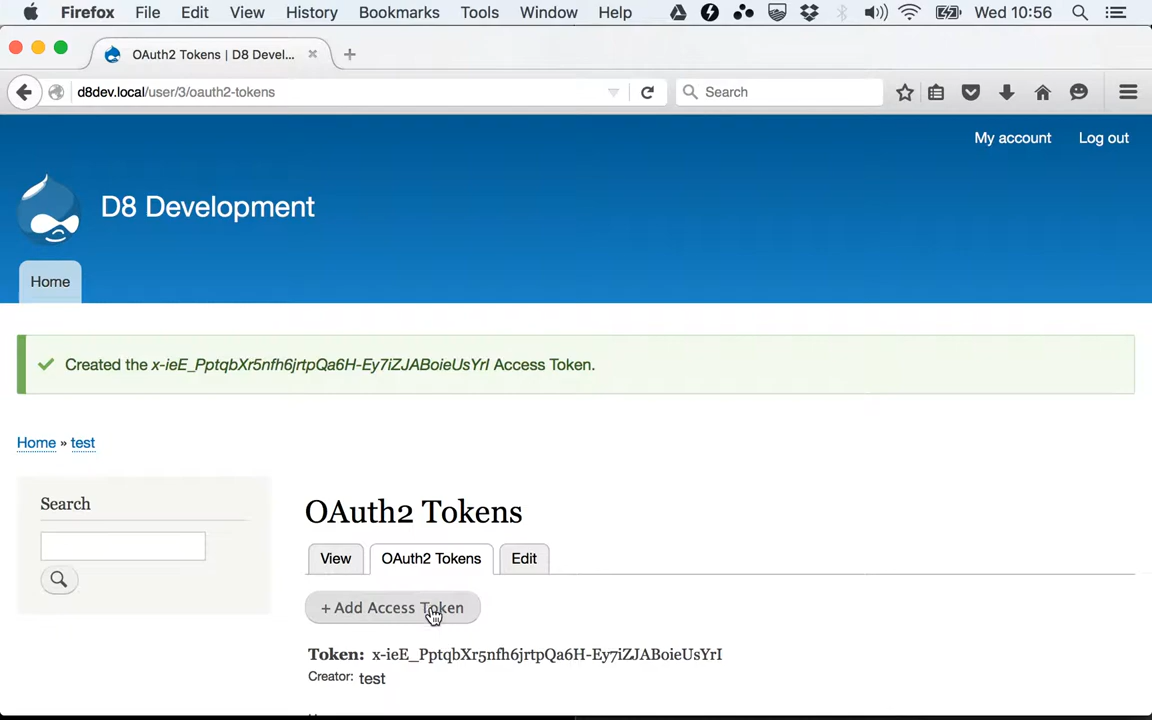 Firefox File Edit View History Bookmarks Tools Window Help Wed 10:56
OAuth2 Tokens | D8 Devel...
d8dev.local/user/3/oauth2-tokens Search
My account Log out
D8 Development
Home
Created the x-ieE_PptqbXr5nfh6jrtpQa6H-Ey7iZJABoieUsYrI Access Token.
Home » test
Search
OAuth2 Tokens
View OAuth2 Tokens Edit
+ Add Access Token
Token: x-ieE_PptqbXr5nfh6jrtpQa6H-Ey7iZJABoieUsYrI
Creator: test